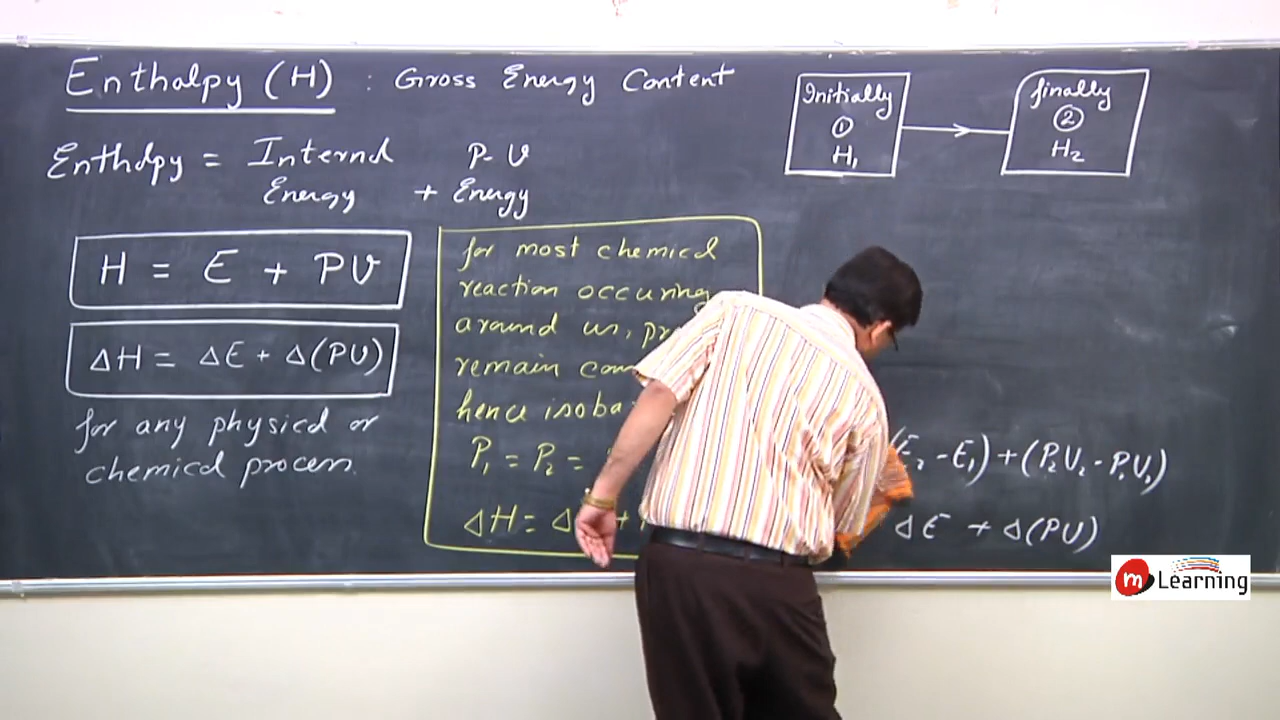 Enthalpy (H) : Gross Energy Content
Enthalpy = Internal P-V
Energy + Energy
H = E + PV
ΔH = ΔE + Δ(PV)
for any physical or
chemical process.
for most chemical
reaction occuring
around us,
remain
hence
P₁ = P₂ =
ΔH =
Initially
①
H₁
finally
②
H₂
(E₂ - E₁) + (P₂V₂ - P₁V₁)
ΔE + Δ(PV)
m Learning